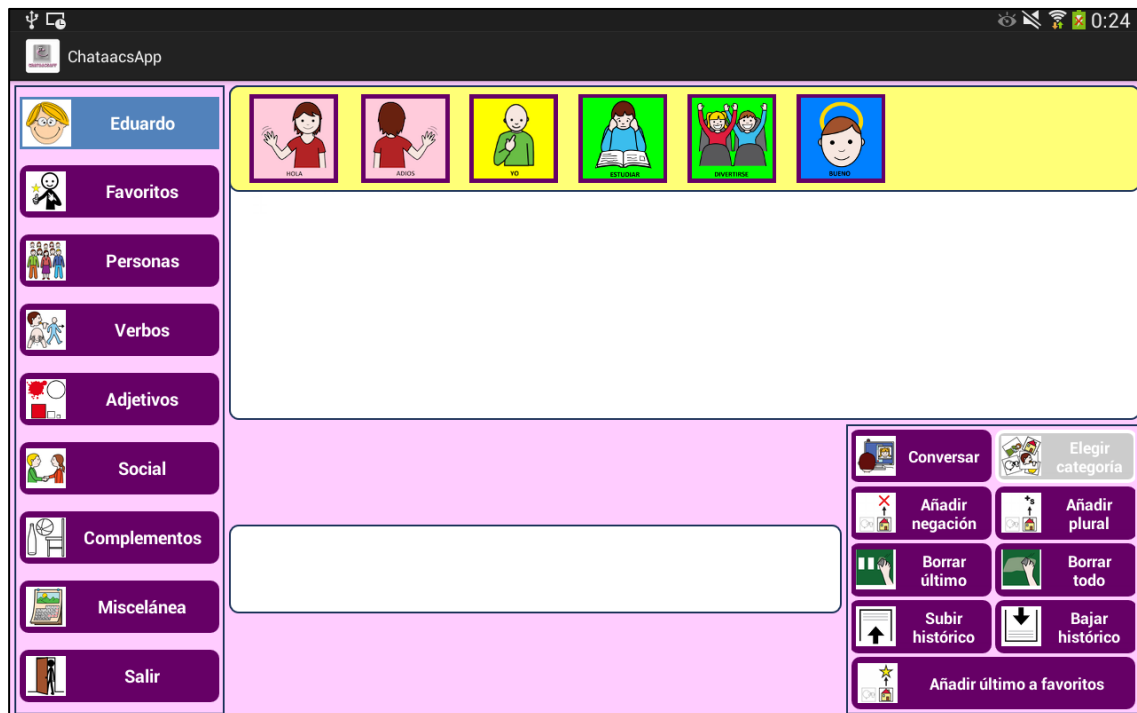 0:24
ChataacsApp
Eduardo
Favoritos
Personas
Verbos
Adjetivos
Social
Complementos
Miscelánea
Salir
HOLA
ADIOS
YO
ESTUDIAR
DIVERTIRSE
BUENO
Conversar
Elegir
categoría
Añadir
negación
+s
Añadir
plural
Borrar
último
Borrar
todo
Subir
histórico
Bajar
histórico
Añadir último a favoritos